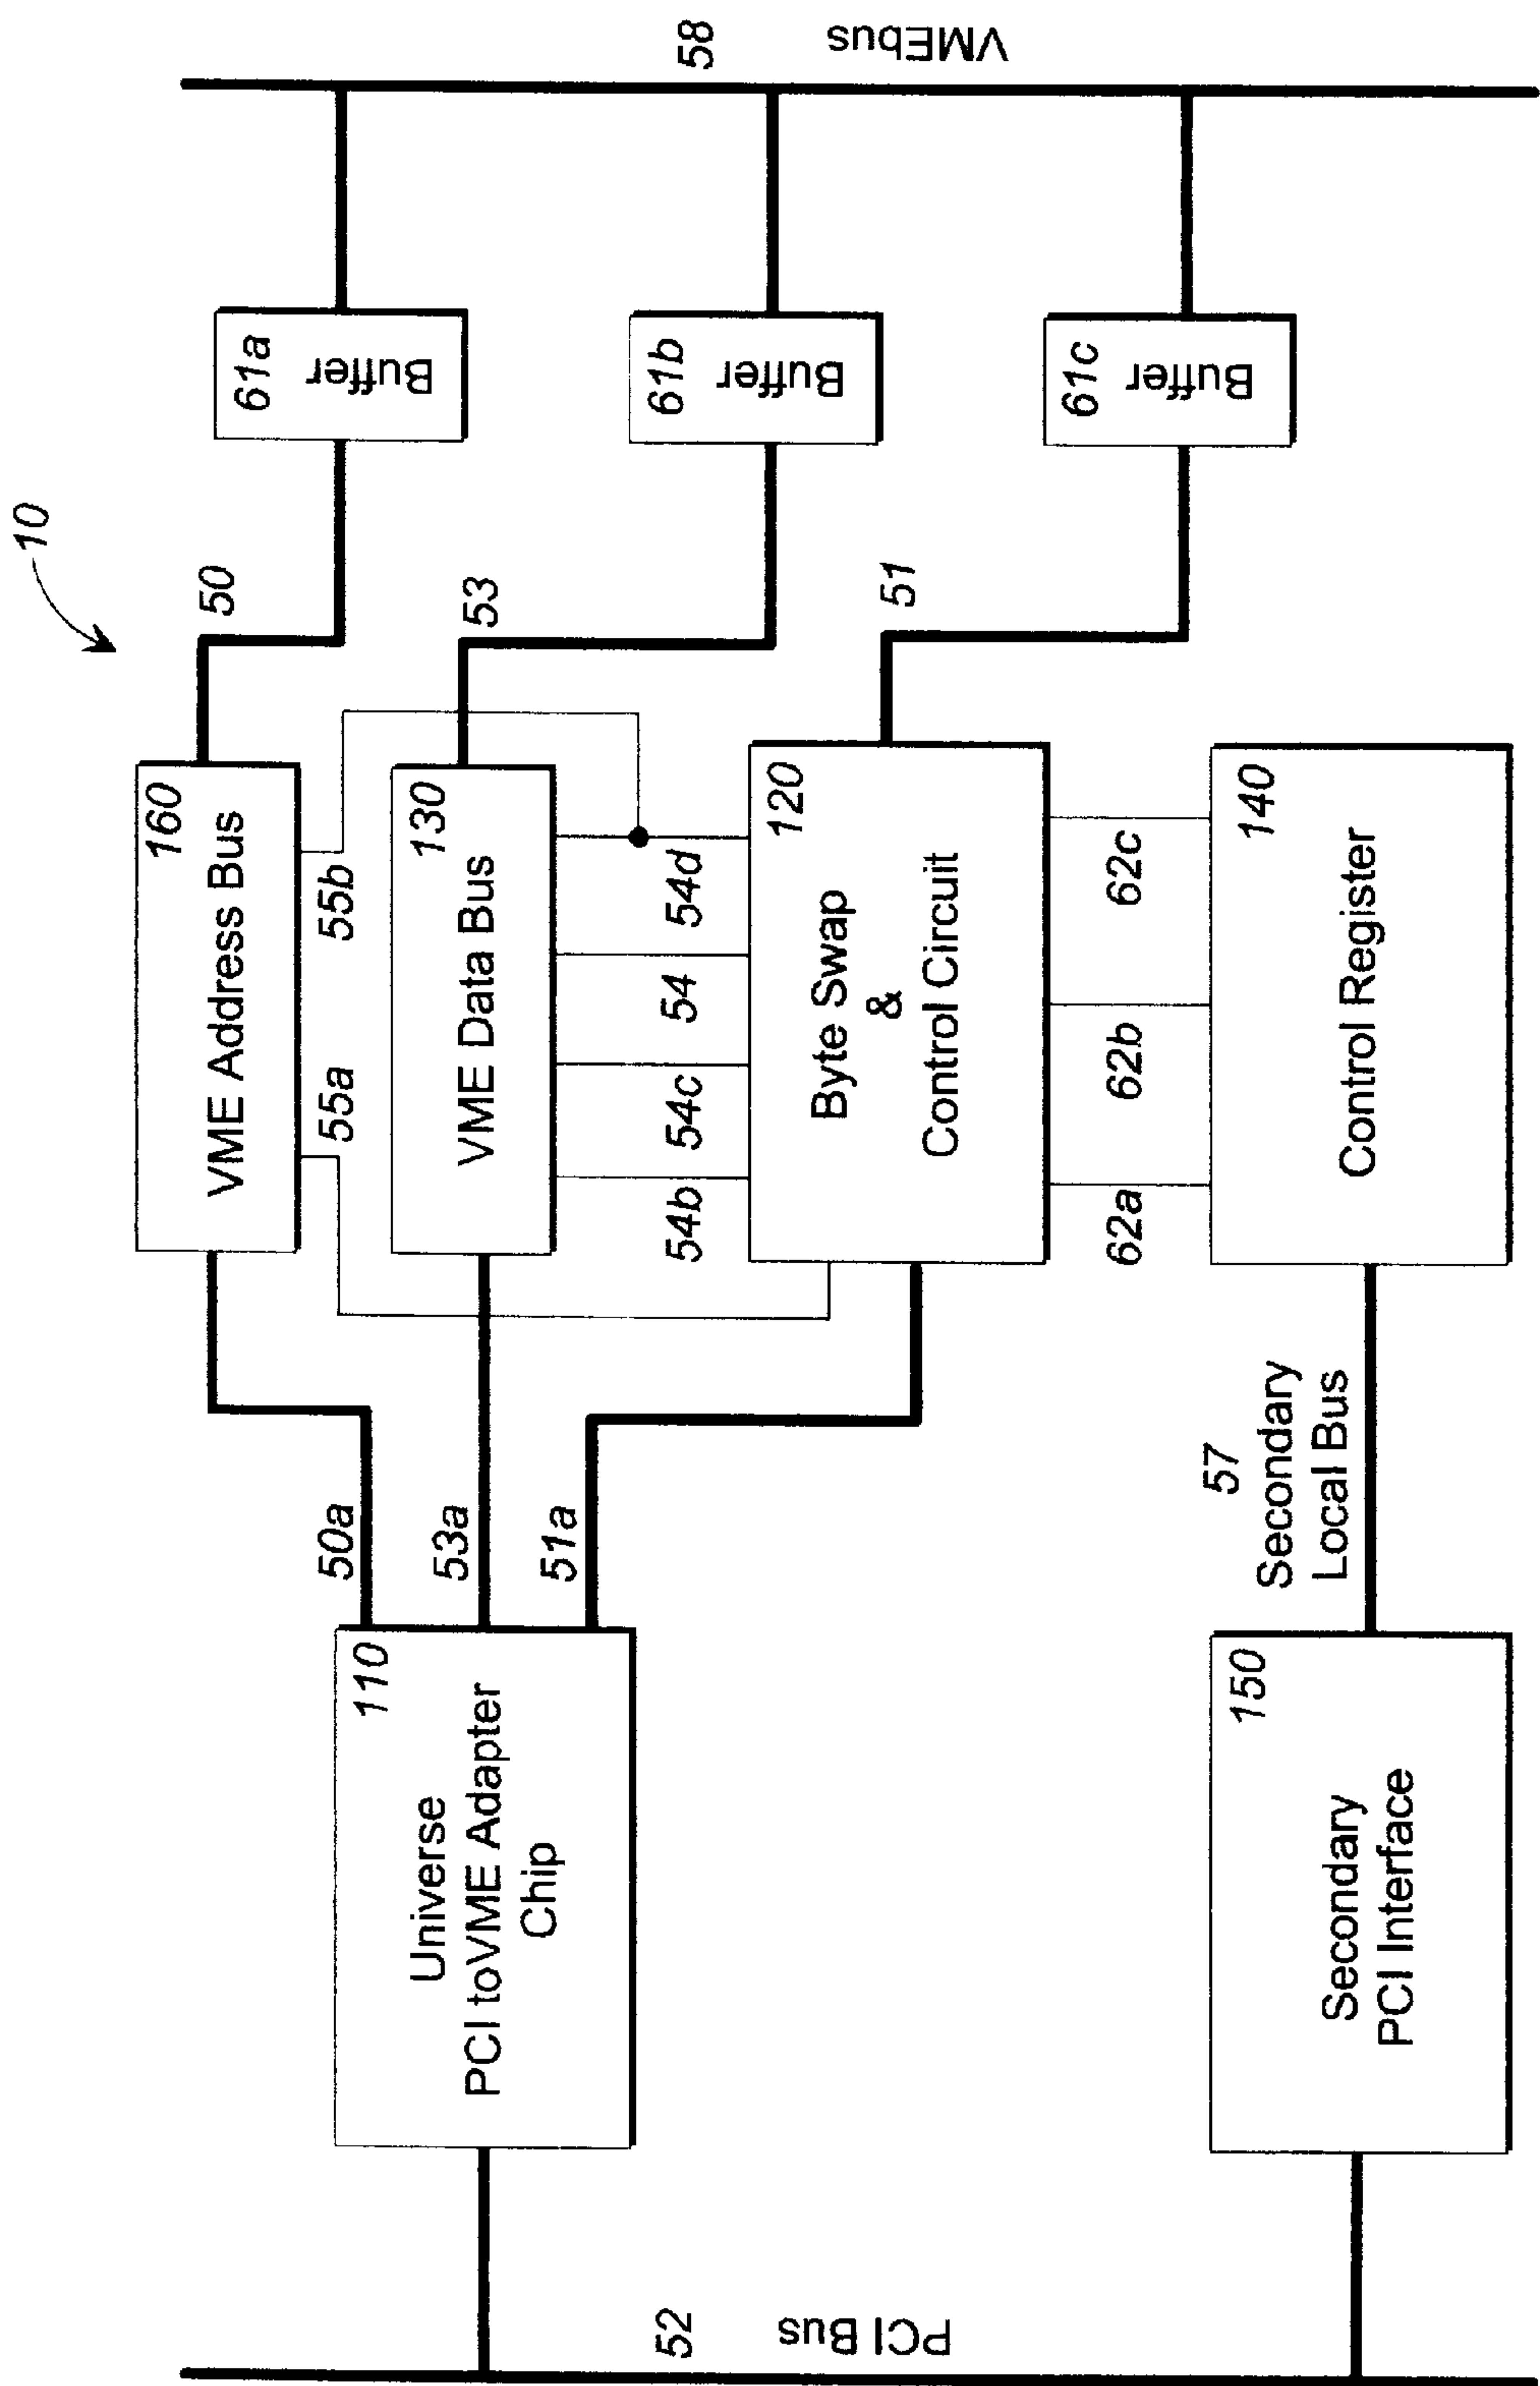 10
160
VME Address Bus
50
61a
Buffer
55a
55b
50a
130
VME Data Bus
53
61b
Buffer
58
VMEbus
110
Universe
PCI toVME Adapter
Chip
53a
54b
54c
54
54d
51a
120
Byte Swap
&
Control Circuit
51
61c
Buffer
52
PCI Bus
62a
62b
62c
57
Secondary
Local Bus
140
Control Register
150
Secondary
PCI Interface